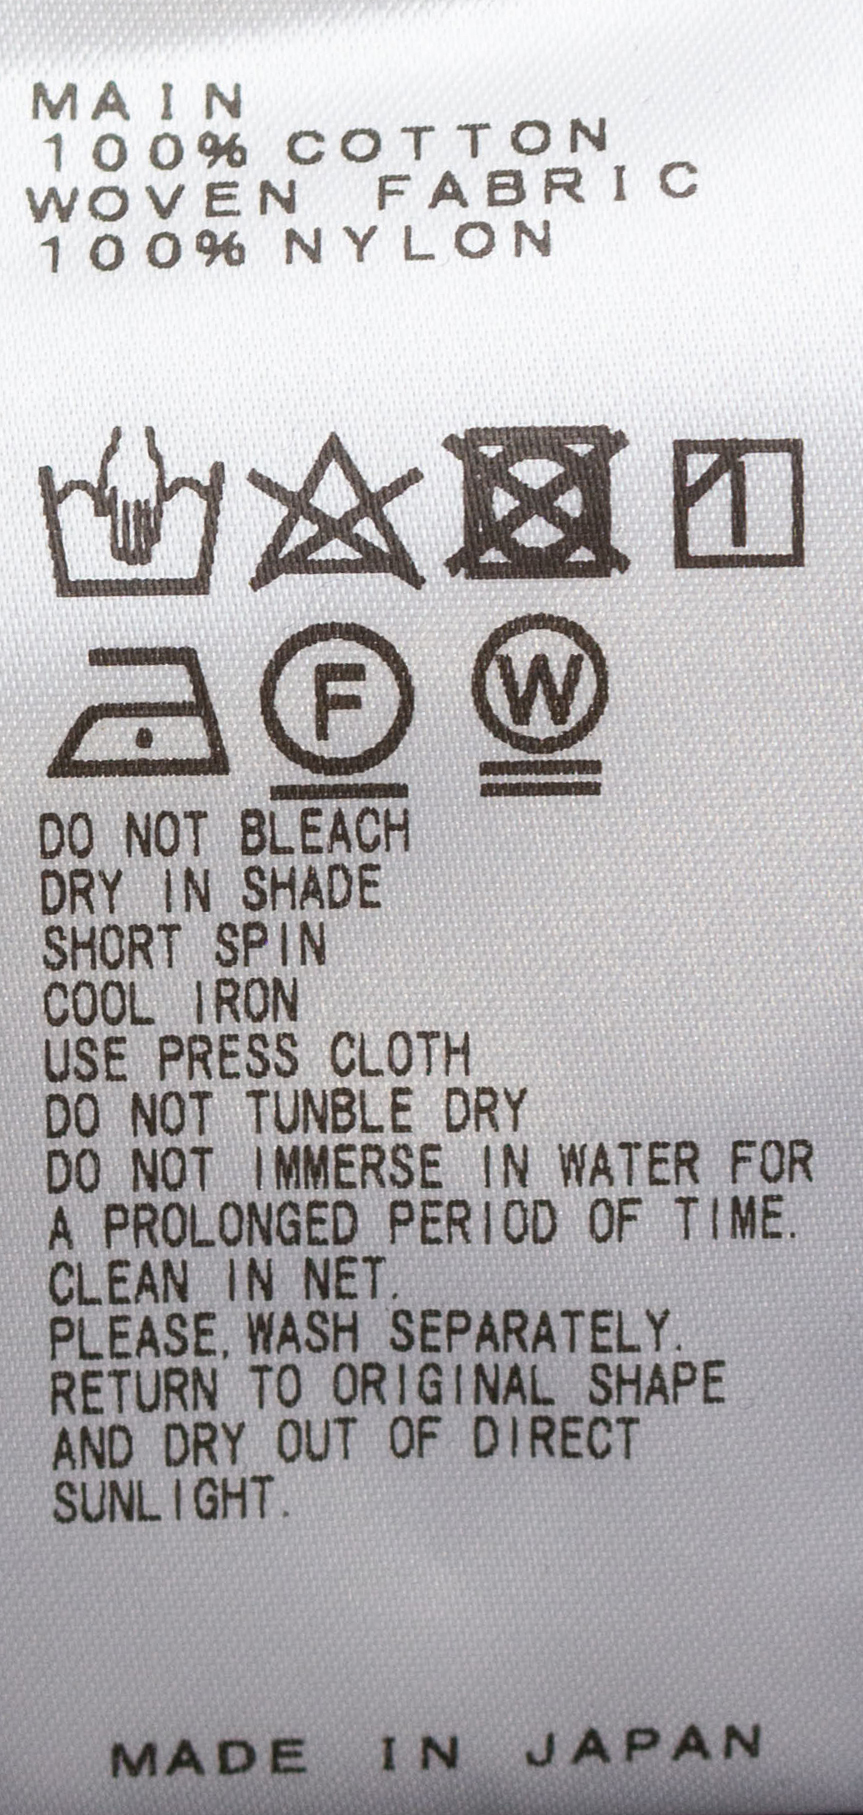 MAIN
100% COTTON
WOVEN FABRIC
100% NYLON
F W
DO NOT BLEACH
DRY IN SHADE
SHORT SPIN
COOL IRON
USE PRESS CLOTH
DO NOT TUNBLE DRY
DO NOT IMMERSE IN WATER FOR
A PROLONGED PERIOD OF TIME.
CLEAN IN NET.
PLEASE. WASH SEPARATELY.
RETURN TO ORIGINAL SHAPE
AND DRY OUT OF DIRECT
SUNLIGHT.
MADE IN JAPAN